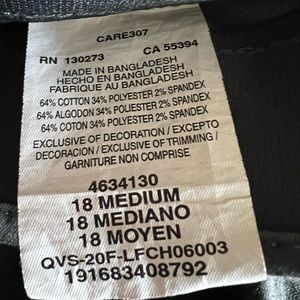 CARE307
RN 130273 CA 55394
MADE IN BANGLADESH
HECHO EN BANGLADESH
FABRIQUE AU BANGLADESH
64% COTTON 34% POLYESTER 2% SPANDEX
64% ALGODON 34% POLIESTER 2% SPANDEX
64% COTON 34% POLYESTER 2% SPANDEX
EXCLUSIVE OF DECORATION / EXCEPTO
DECORACION / EXCLUSIVE OF TRIMMING /
GARNITURE NON COMPRISE
4634130
18 MEDIUM
18 MEDIANO
18 MOYEN
QVS-20F-LFCH06003
191683408792